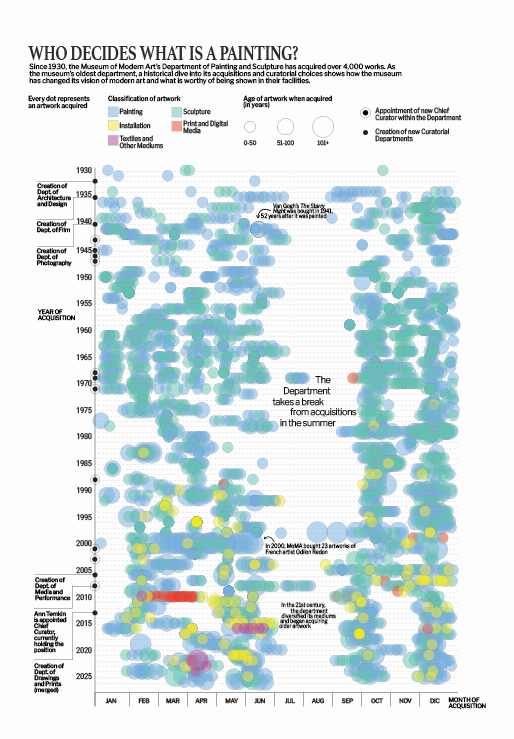 WHO DECIDES WHAT IS A PAINTING?
Since 1930, the Museum of Modern Art's Department of Painting and Sculpture has acquired over 4,000 works. As
the museum's oldest department, a historical dive into its acquisitions and curatorial choices shows how the museum
has changed its vision of modern art and what is worthy of being shown in their facilities.
Every dot represents
an artwork acquired
Classification of artwork
Painting
Sculpture
Installation
Print and Digital
Media
Textiles and
Other Mediums
Age of artwork when acquired
(in years)
0-50
51-100
101+
Appointment of new Chief
Curator within the Department
Creation of new Curatorial
Departments
YEAR OF
ACQUISITION
1930
1935
1940
1945
1950
1955
1960
1965
1970
1975
1980
1985
1990
1995
2000
2005
2010
2015
2020
2025
Creation of
Dept. of
Architecture
and Design
Creation of
Dept. of Film
Creation of
Dept. of
Photography
Creation of
Dept. of
Media and
Performance
Ann Temkin
is appointed
Chief
Curator,
currently
holding the
position
Creation of
Dept. of
Drawings
and Prints
(merged)
Van Gogh's The Starry
Night was bought in 1941,
52 years after it was painted
The
Department
takes a break
from acquisitions
in the summer
In 2000, MoMA bought 23 artworks of
French artist Odilon Redon
In the 21st century,
the department
diversified its mediums
and began acquiring
older artwork
JAN
FEB
MAR
APR
MAY
JUN
JUL
AUG
SEP
OCT
NOV
DIC
MONTH OF
ACQUISITION